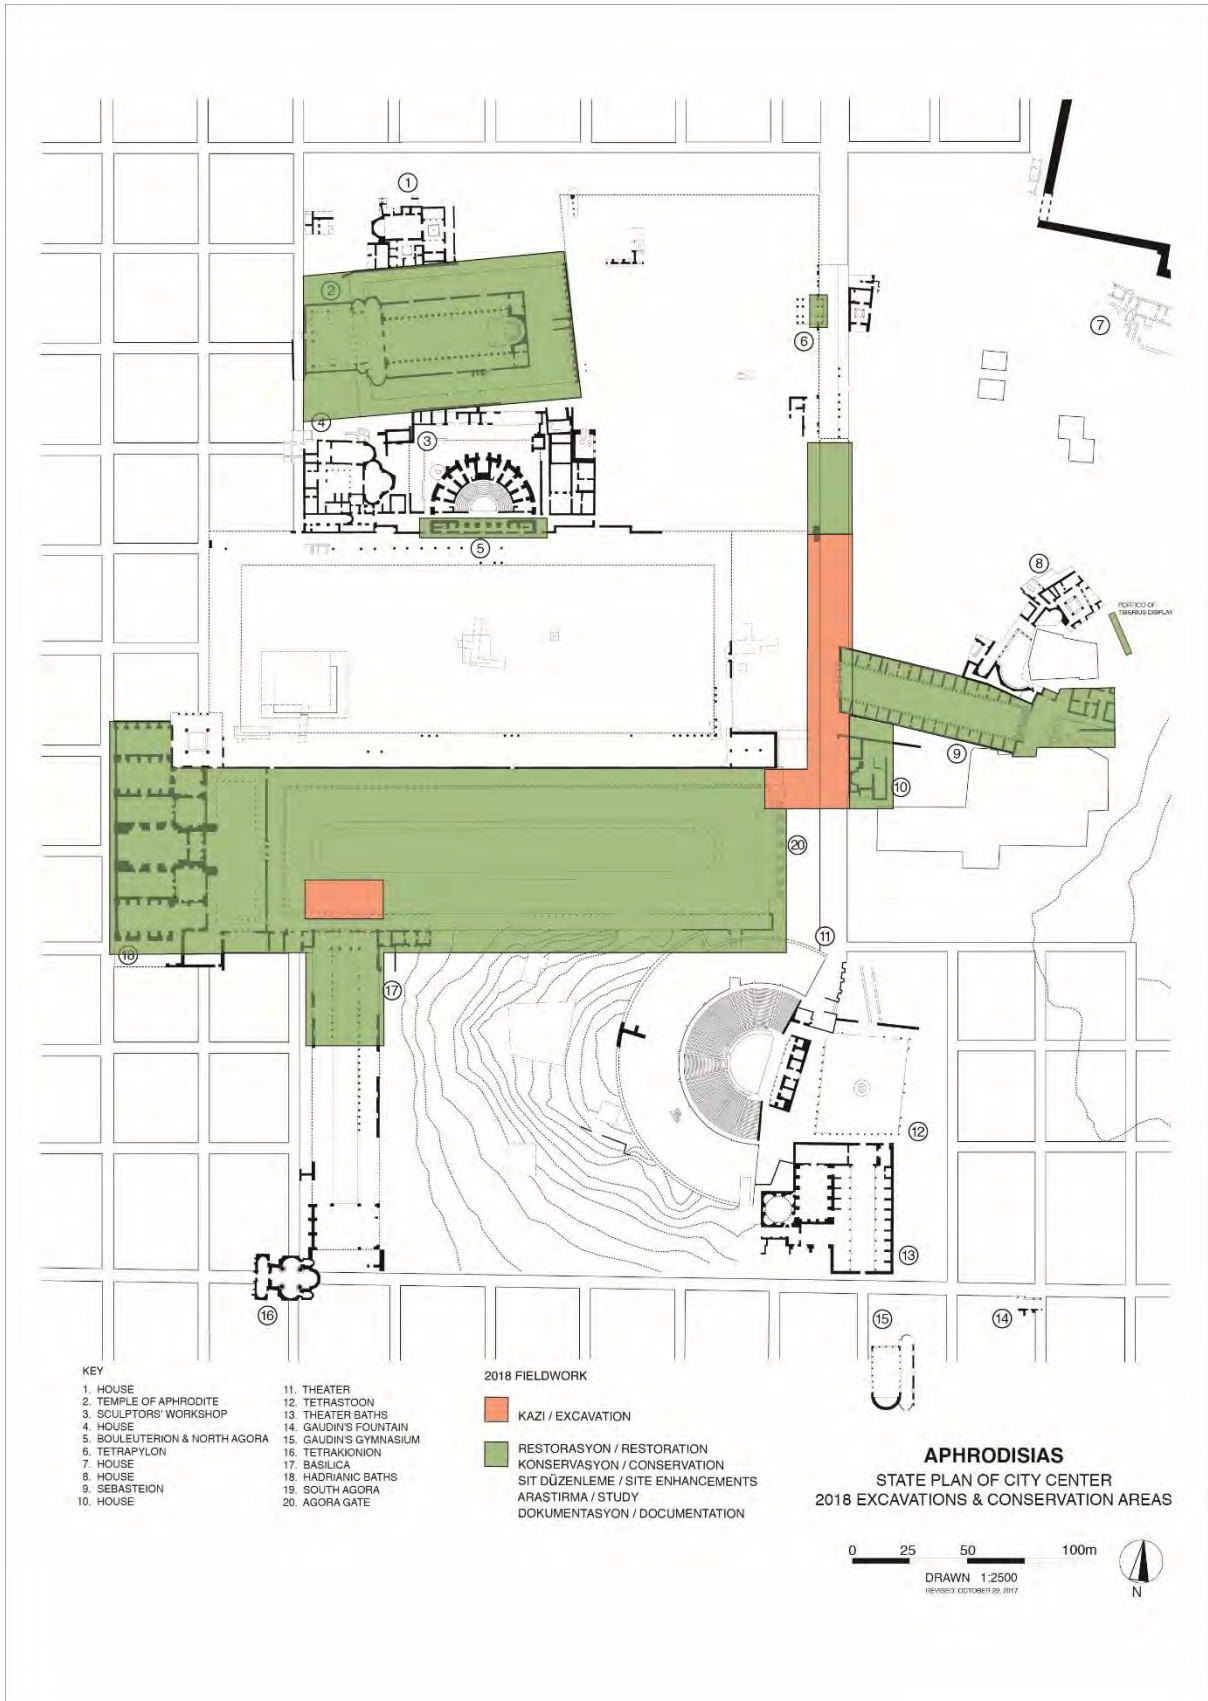 1
2
6
7
4
3
5
8
PORTICO OF
TIBERIUS DISPLAY
9
10
20
11
18
17
12
13
16
15
14
KEY
1. HOUSE
2. TEMPLE OF APHRODITE
3. SCULPTORS' WORKSHOP
4. HOUSE
5. BOULEUTERION & NORTH AGORA
6. TETRAPYLON
7. HOUSE
8. HOUSE
9. SEBASTEION
10. HOUSE
11. THEATER
12. TETRASTOON
13. THEATER BATHS
14. GAUDIN'S FOUNTAIN
15. GAUDIN'S GYMNASIUM
16. TETRAKIONION
17. BASILICA
18. HADRIANIC BATHS
19. SOUTH AGORA
20. AGORA GATE
2018 FIELDWORK
KAZI / EXCAVATION
RESTORASYON / RESTORATION
KONSERVASYON / CONSERVATION
SIT DÜZENLEME / SITE ENHANCEMENTS
ARAŞTIRMA / STUDY
DOKUMENTASYON / DOCUMENTATION
APHRODISIAS
STATE PLAN OF CITY CENTER
2018 EXCAVATIONS & CONSERVATION AREAS
0 25 50 100m
DRAWN 1:2500
REVISED: OCTOBER 29, 2017
N